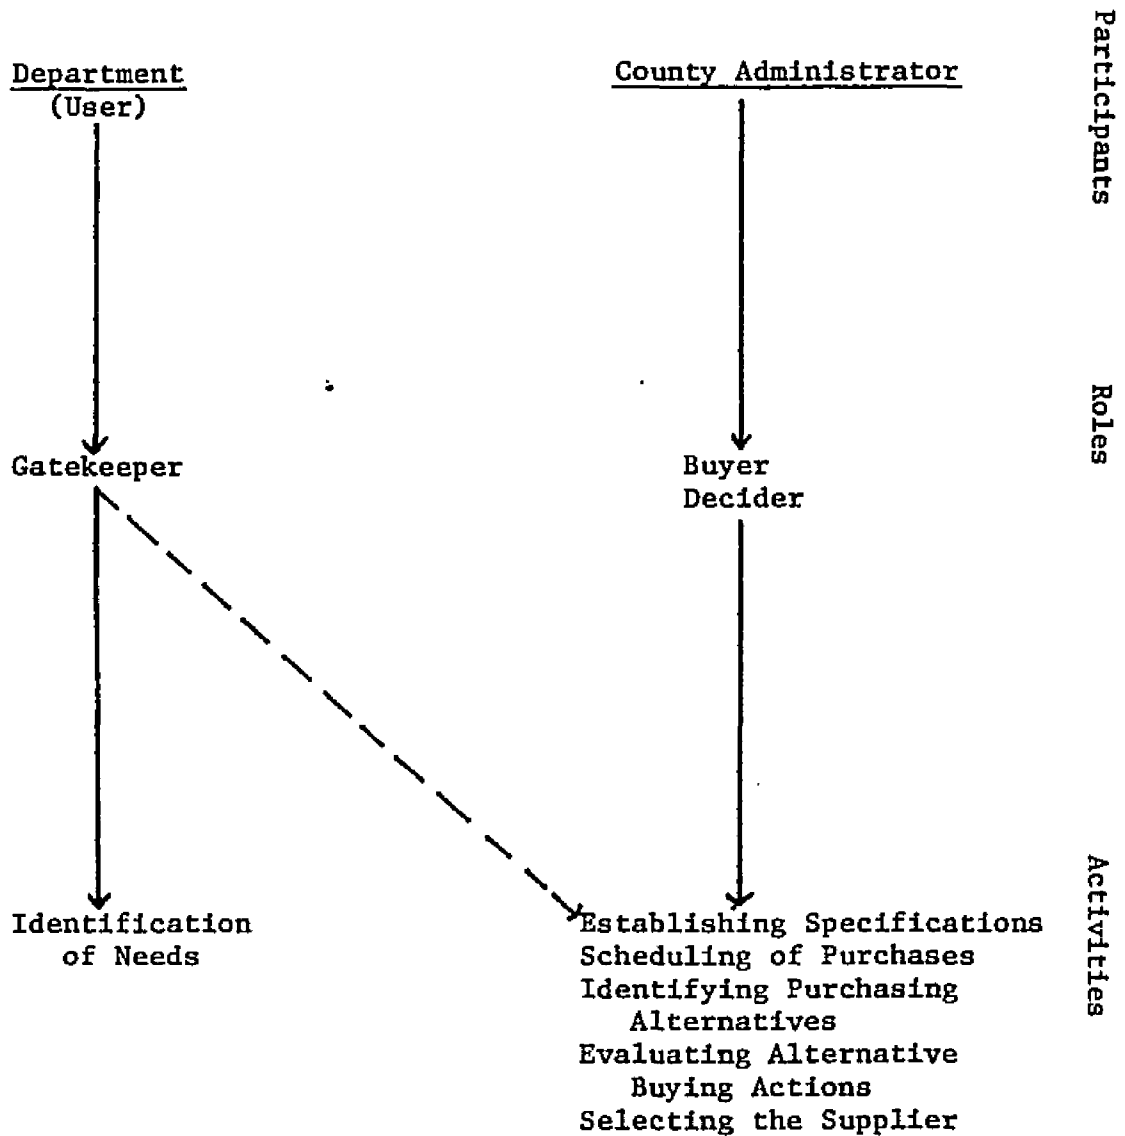 Participants
Department
(User)
County Administrator
Roles
Gatekeeper
Buyer
Decider
Activities
Identification
of Needs
Establishing Specifications
Scheduling of Purchases
Identifying Purchasing
Alternatives
Evaluating Alternative
Buying Actions
Selecting the Supplier